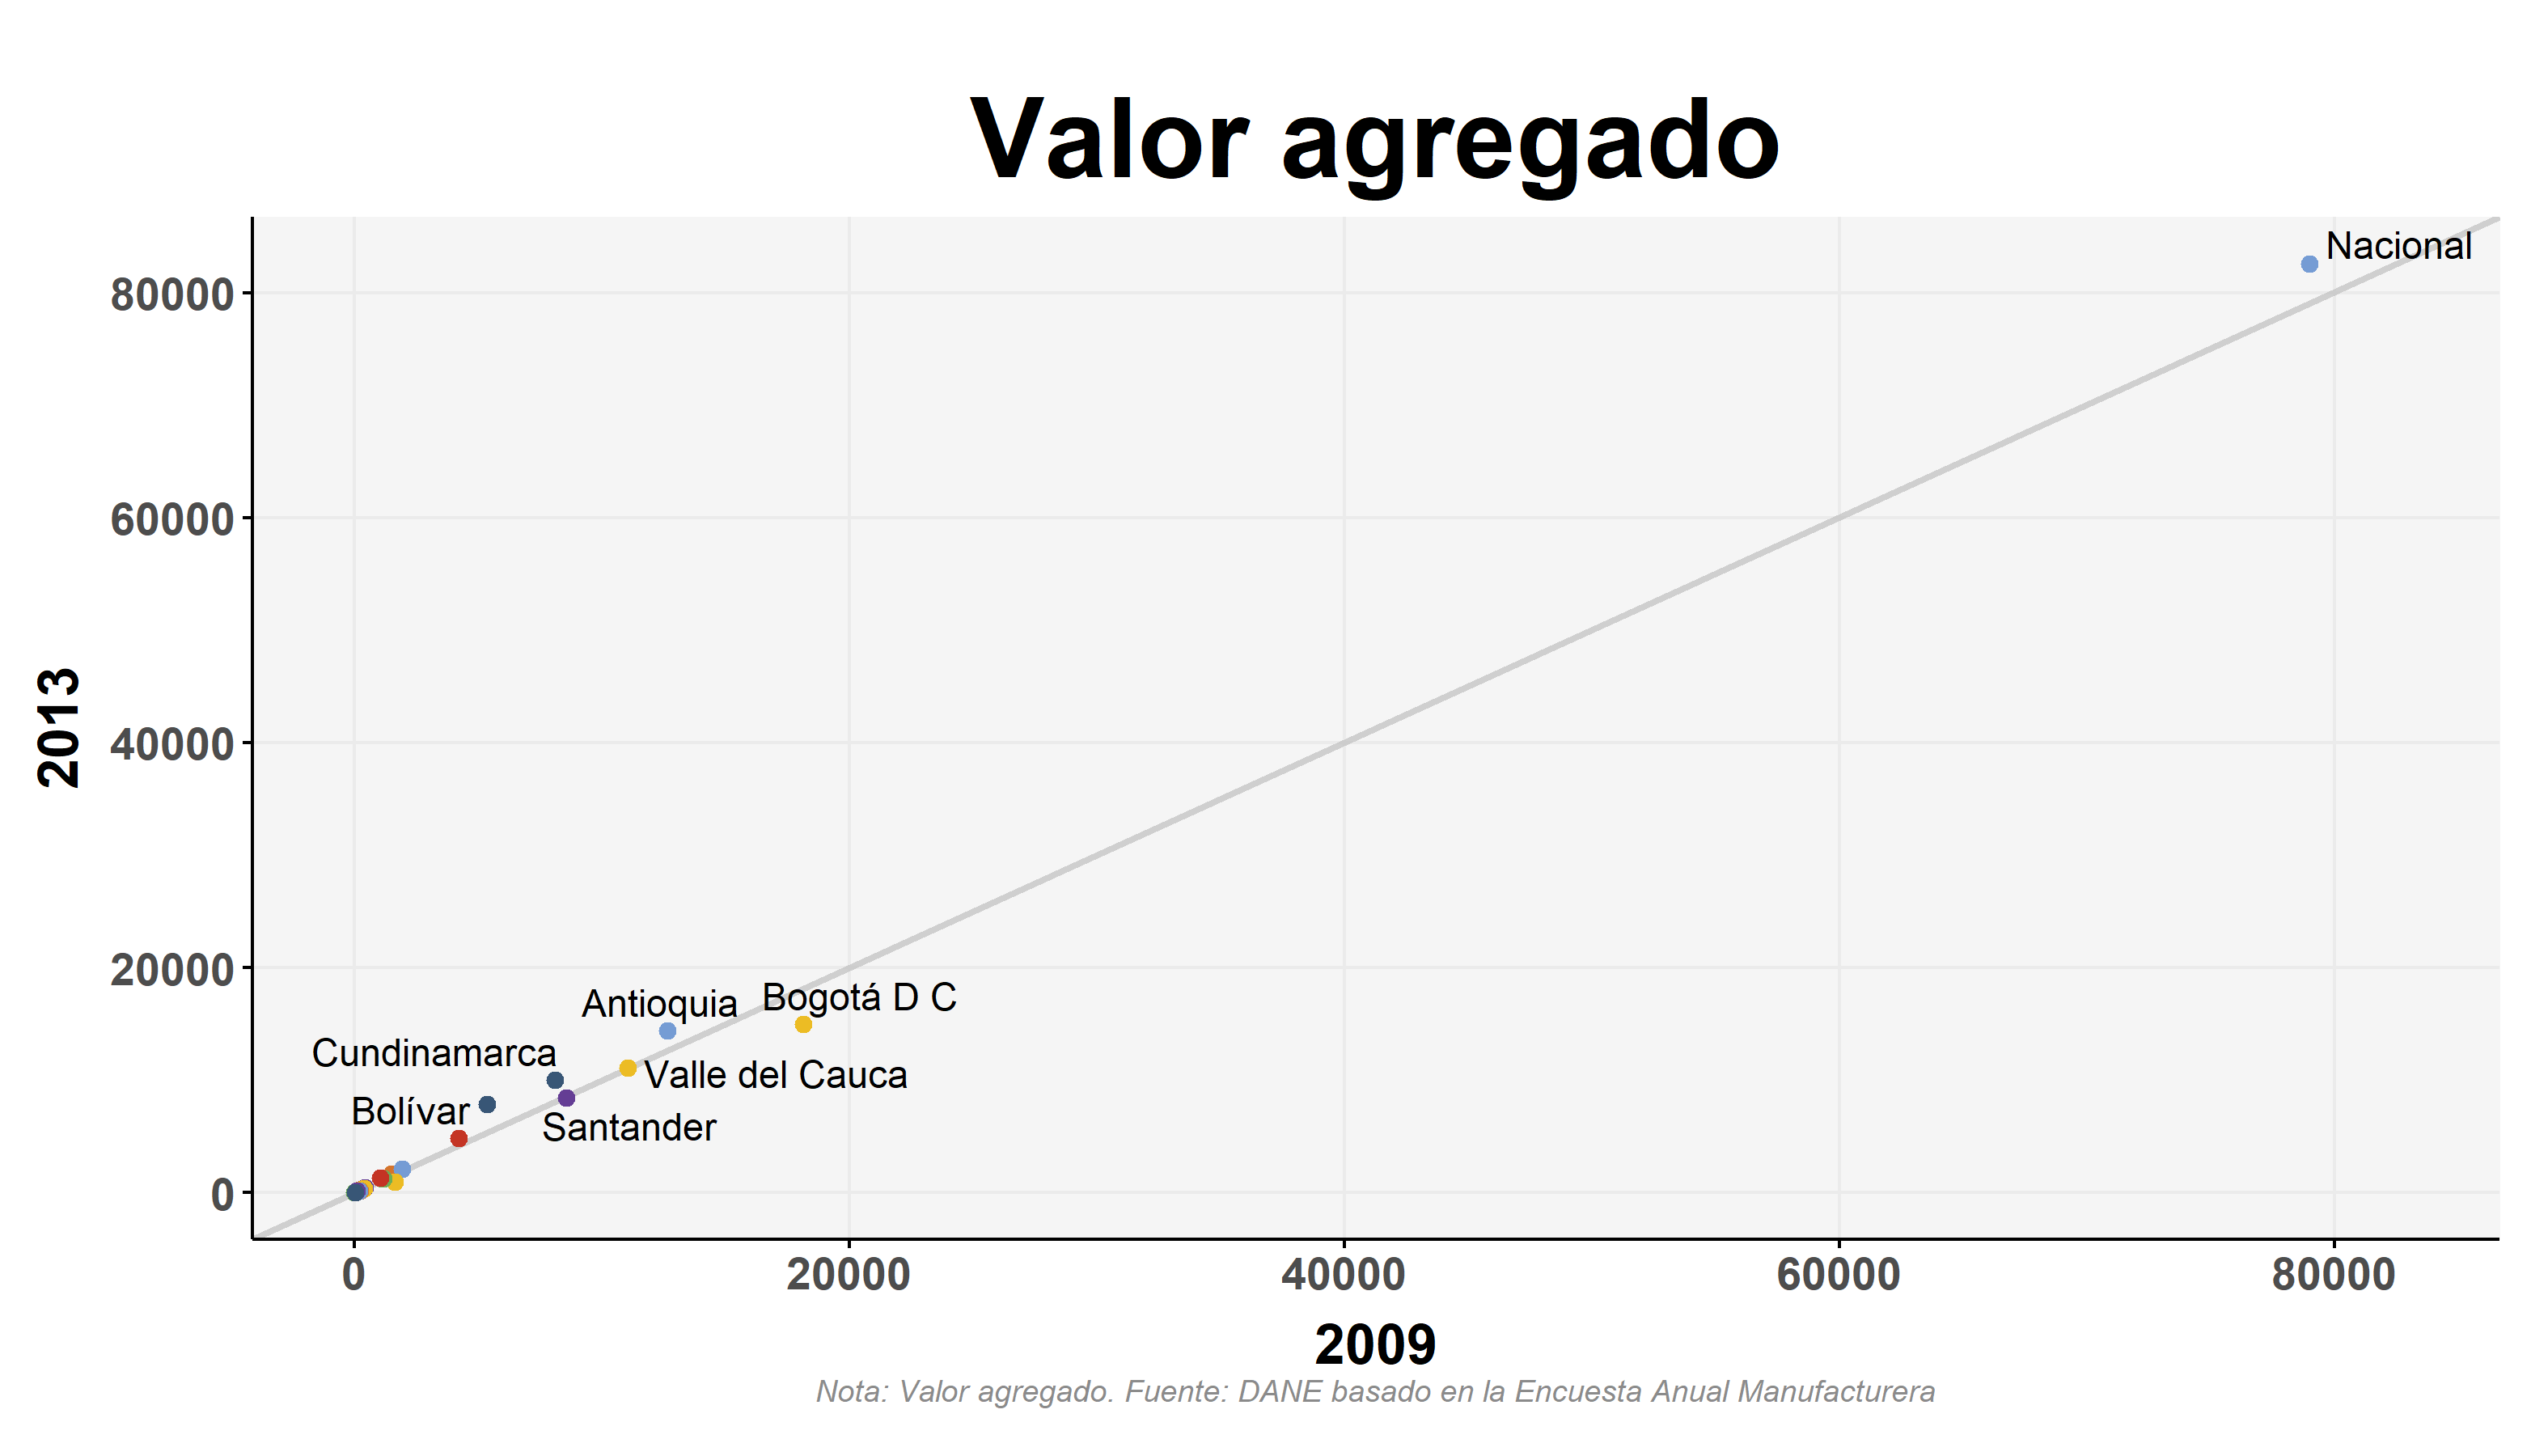 Valor agregado
Nacional
80000
60000
2013
40000
20000
Antioquia
Bogotá D C
Cundinamarca
Valle del Cauca
Bolívar
Santander
0
0
20000
40000
60000
80000
2009
Nota: Valor agregado. Fuente: DANE basado en la Encuesta Anual Manufacturera